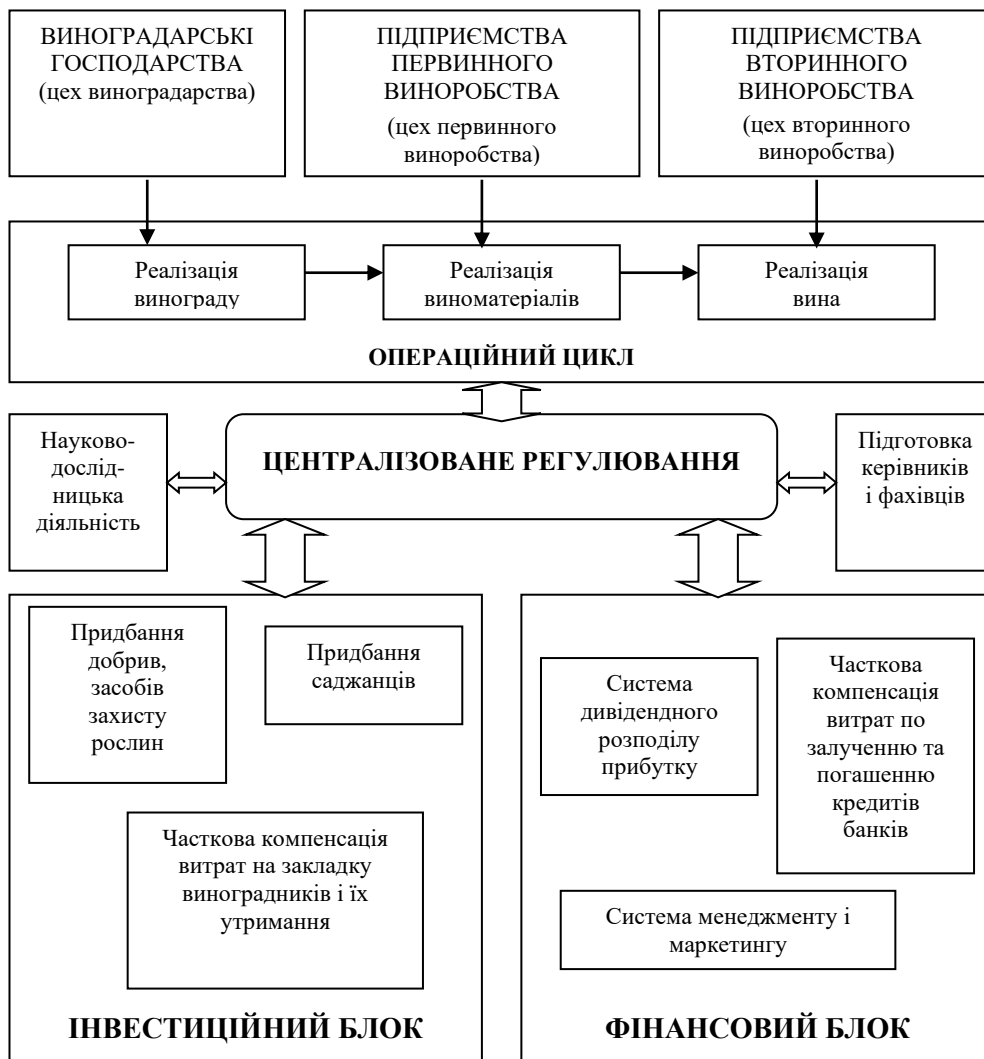 ВИНОГРАДАРСЬКІ
ГОСПОДАРСТВА
(цех виноградарства)
ПІДПРИЄМСТВА
ПЕРВИННОГО
ВИНОРОБСТВА
(цех первинного
виноробства)
ПІДПРИЄМСТВА
ВТОРИННОГО
ВИНОРОБСТВА
(цех вторинного
виноробства)
Реалізація
винограду
Реалізація
виноматеріалів
Реалізація
вина
ОПЕРАЦІЙНИЙ ЦИКЛ
Науково-
дослід-
ницька
діяльність
ЦЕНТРАЛІЗОВАНЕ РЕГУЛЮВАННЯ
Підготовка
керівників
і фахівців
Придбання
добрив,
засобів
захисту
рослин
Придбання
саджанців
Часткова компенсація
витрат на закладку
виноградників і їх
утримання
ІНВЕСТИЦІЙНИЙ БЛОК
Система
дивідендного
розподілу
прибутку
Часткова
компенсація
витрат по
залученню та
погашенню
кредитів
банків
Система менеджменту і
маркетингу
ФІНАНСОВИЙ БЛОК